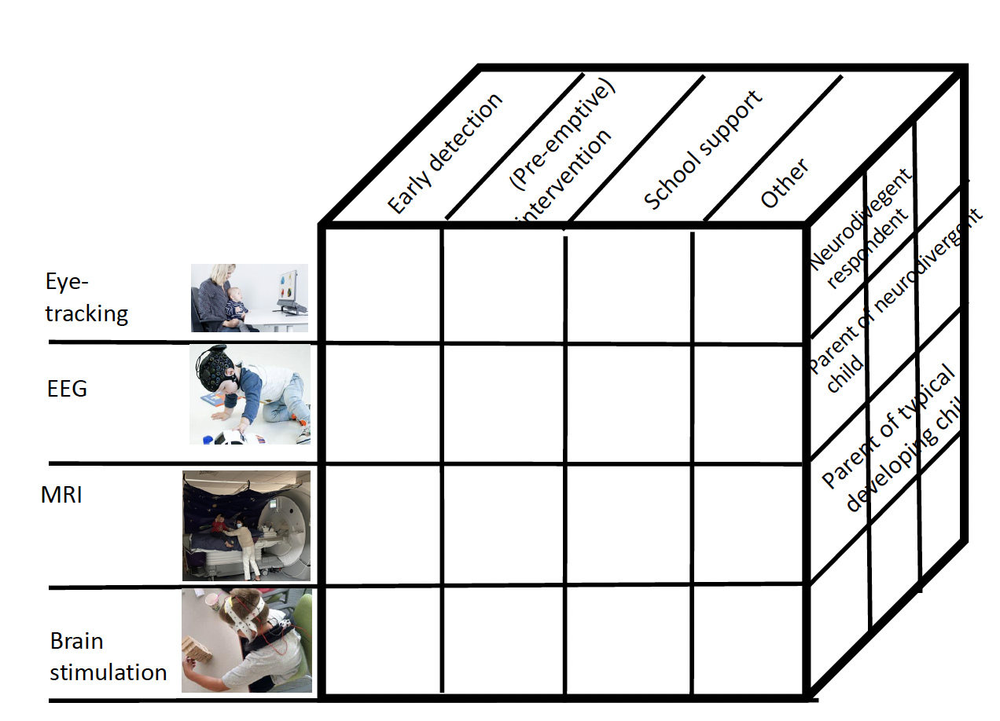 Early detection
(Pre-emptive)
intervention
School support
Other
Neurodivegent
respondent
Parent of neurodivergent
child
Parent of typical
developing chil
Eye-
tracking
EEG
MRI
Brain
stimulation